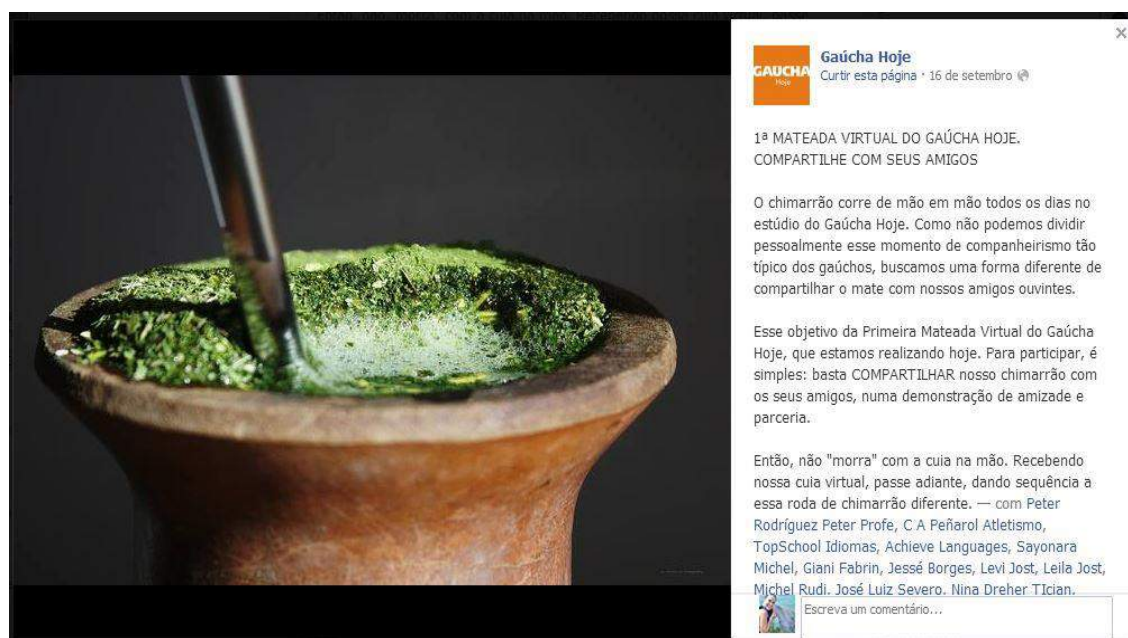 GAÚCHA
Hoje
Gaúcha Hoje
Curtir esta página · 16 de setembro
1ª MATEADA VIRTUAL DO GAÚCHA HOJE.
COMPARTILHE COM SEUS AMIGOS
O chimarrão corre de mão em mão todos os dias no
estúdio do Gaúcha Hoje. Como não podemos dividir
pessoalmente esse momento de companheirismo tão
típico dos gaúchos, buscamos uma forma diferente de
compartilhar o mate com nossos amigos ouvintes.
Esse objetivo da Primeira Mateada Virtual do Gaúcha
Hoje, que estamos realizando hoje. Para participar, é
simples: basta COMPARTILHAR nosso chimarrão com
os seus amigos, numa demonstração de amizade e
parceria.
Então, não "morra" com a cuia na mão. Recebendo
nossa cuia virtual, passe adiante, dando sequência a
essa roda de chimarrão diferente. — com Peter
Rodríguez Peter Profe, C A Peñarol Atletismo,
TopSchool Idiomas, Achieve Languages, Sayonara
Michel, Giani Fabrin, Jessé Borges, Levi Jost, Leila Jost,
Michel Rudi, José Luiz Severo, Nina Dreher TIcian,
Escreva um comentário...